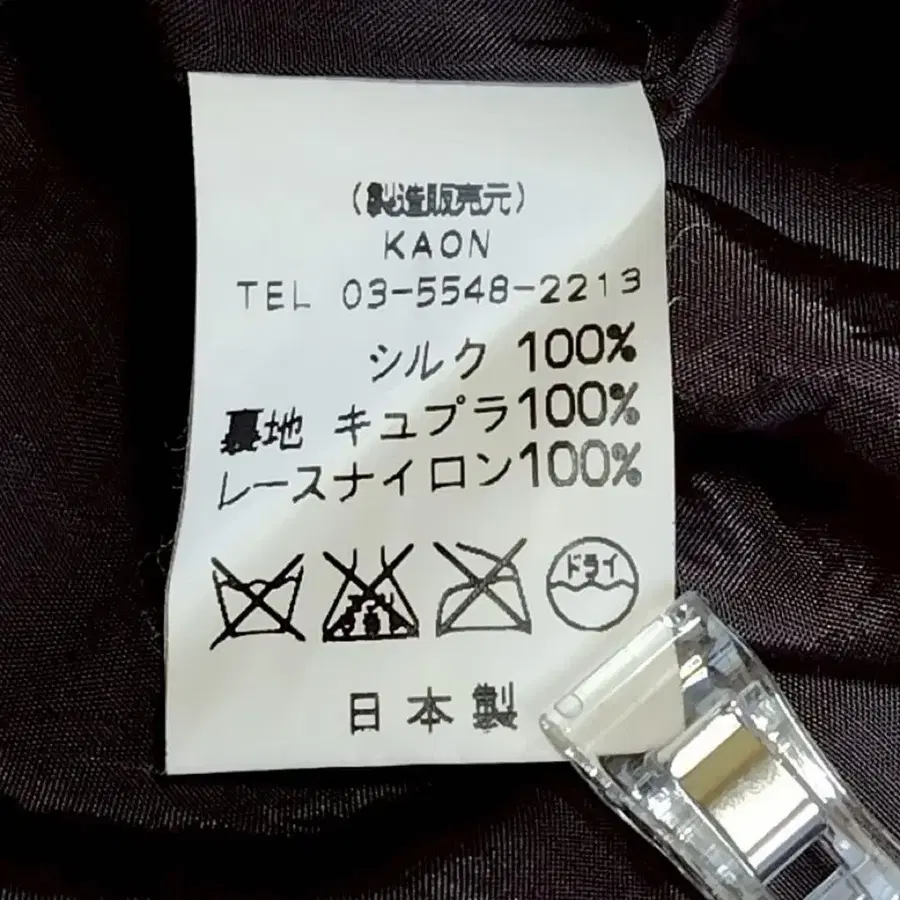 (製造販売元)
KAON
TEL 03-5548-2213
シルク 100%
裏地 キュプラ100%
レースナイロン100%
ドライ
日本製